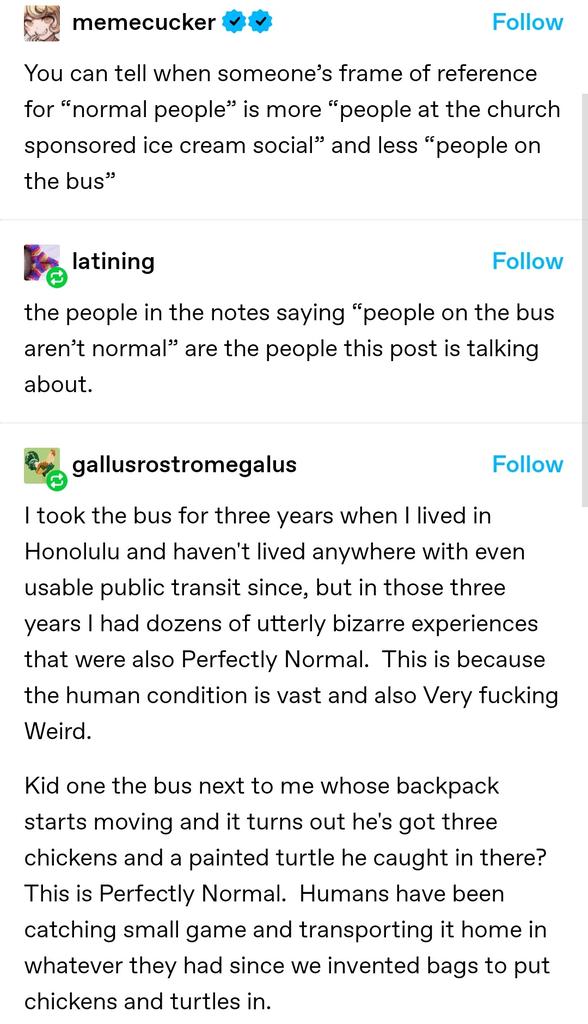 memecucker
Follow
You can tell when someone’s frame of reference
for “normal people” is more “people at the church
sponsored ice cream social” and less “people on
the bus”
latining
Follow
the people in the notes saying “people on the bus
aren’t normal” are the people this post is talking
about.
gallusrostromegalus
Follow
I took the bus for three years when I lived in
Honolulu and haven't lived anywhere with even
usable public transit since, but in those three
years I had dozens of utterly bizarre experiences
that were also Perfectly Normal.  This is because
the human condition is vast and also Very fucking
Weird.
Kid one the bus next to me whose backpack
starts moving and it turns out he's got three
chickens and a painted turtle he caught in there?
This is Perfectly Normal.  Humans have been
catching small game and transporting it home in
whatever they had since we invented bags to put
chickens and turtles in.